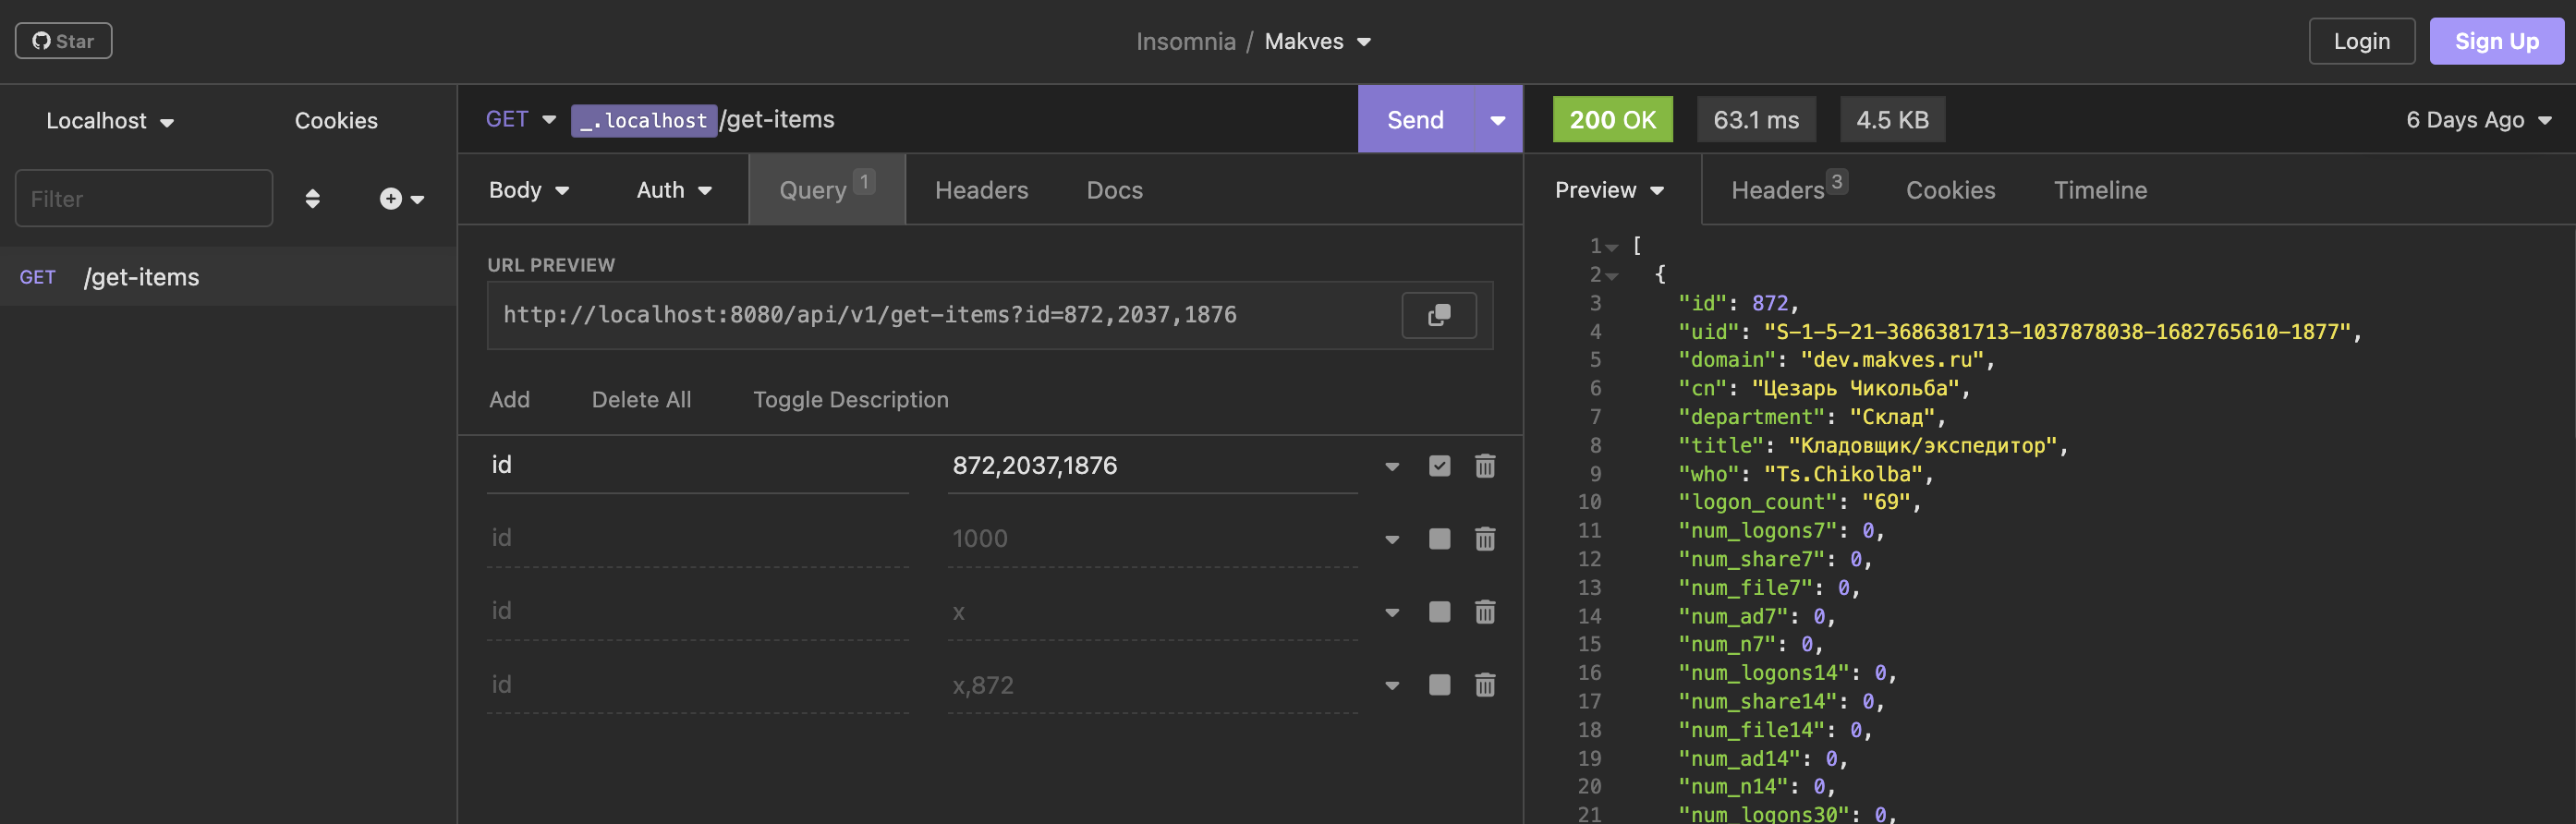 Star
Insomnia / Makves
Login
Sign Up
Localhost
Cookies
Filter
GET /get-items
GET _.localhost/get-items
Send
Body
Auth
Query 1
Headers
Docs
URL PREVIEW
http://localhost:8080/api/v1/get-items?id=872,2037,1876
Add
Delete All
Toggle Description
id 872,2037,1876
id 1000
id x
id x,872
200 OK
63.1 ms
4.5 KB
6 Days Ago
Preview
Headers 3
Cookies
Timeline
1 [
2 {
3 "id": 872,
4 "uid": "S-1-5-21-3686381713-1037878038-1682765610-1877",
5 "domain": "dev.makves.ru",
6 "cn": "Цезарь Чикольба",
7 "department": "Склад",
8 "title": "Кладовщик/экспедитор",
9 "who": "Ts.Chikolba",
10 "logon_count": "69",
11 "num_logons7": 0,
12 "num_share7": 0,
13 "num_file7": 0,
14 "num_ad7": 0,
15 "num_n7": 0,
16 "num_logons14": 0,
17 "num_share14": 0,
18 "num_file14": 0,
19 "num_ad14": 0,
20 "num_n14": 0,
21 "num_logons30": 0,